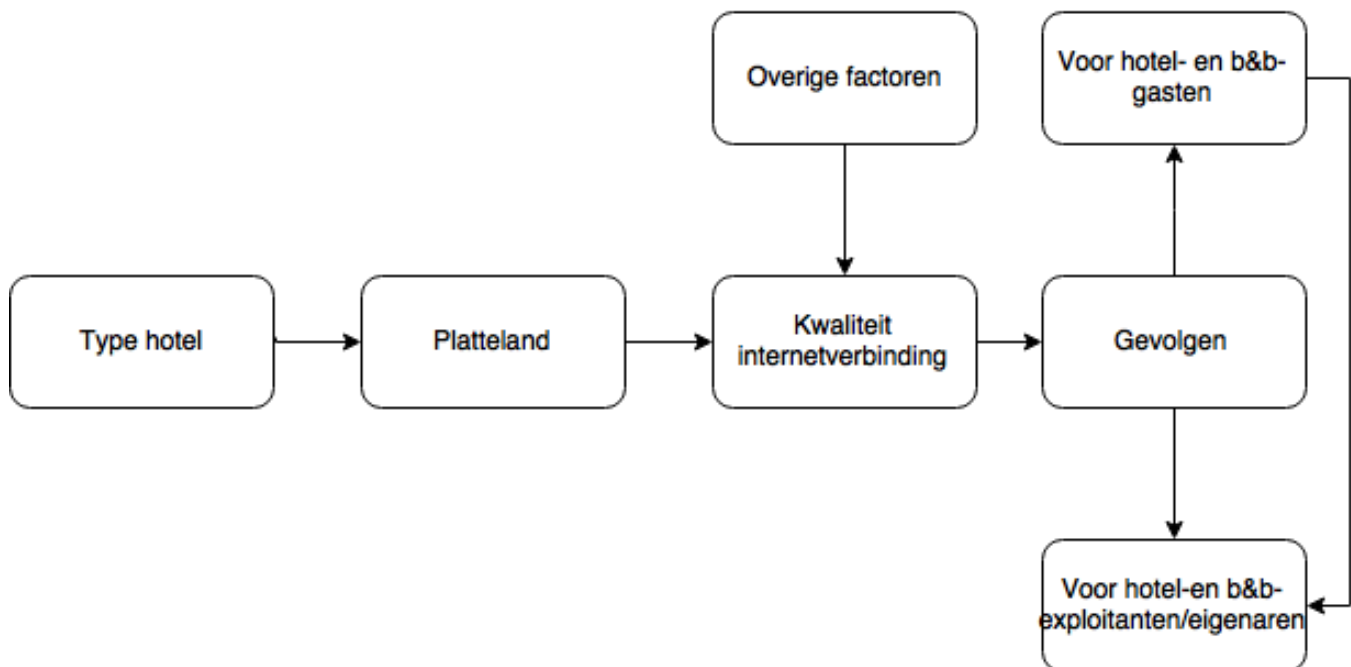 Overige factoren
Voor hotel- en b&b-
gasten
Type hotel
Platteland
Kwaliteit
internetverbinding
Gevolgen
Voor hotel-en b&b-
exploitanten/eigenaren